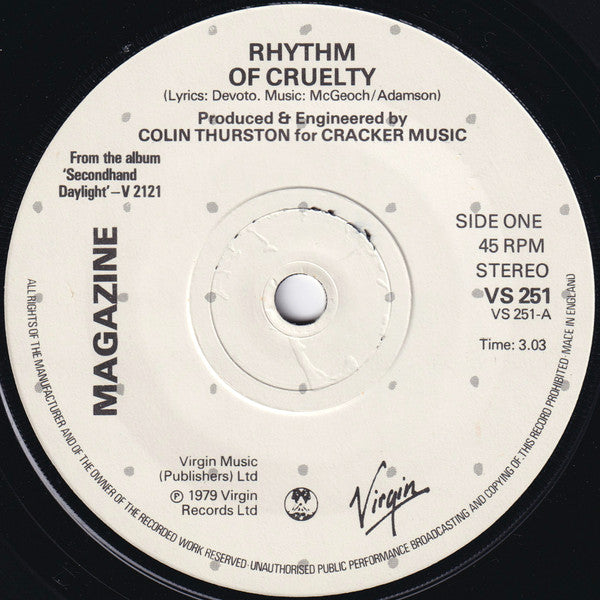 RHYTHM
OF CRUELTY
(Lyrics: Devoto. Music: McGeoch/Adamson)
Produced & Engineered by
COLIN THURSTON for CRACKER MUSIC
From the album
'Secondhand
Daylight'–V 2121
MAGAZINE
SIDE ONE
45 RPM
STEREO
VS 251
VS 251-A
Time: 3.03
Virgin Music
(Publishers) Ltd
℗ 1979 Virgin
Records Ltd
Virgin
ALL RIGHTS OF THE MANUFACTURER AND OF THE OWNER OF THE RECORDED WORK RESERVED·UNAUTHORISED PUBLIC PERFORMANCE BROADCASTING AND COPYING OF THIS RECORD PROHIBITED·MADE IN ENGLAND